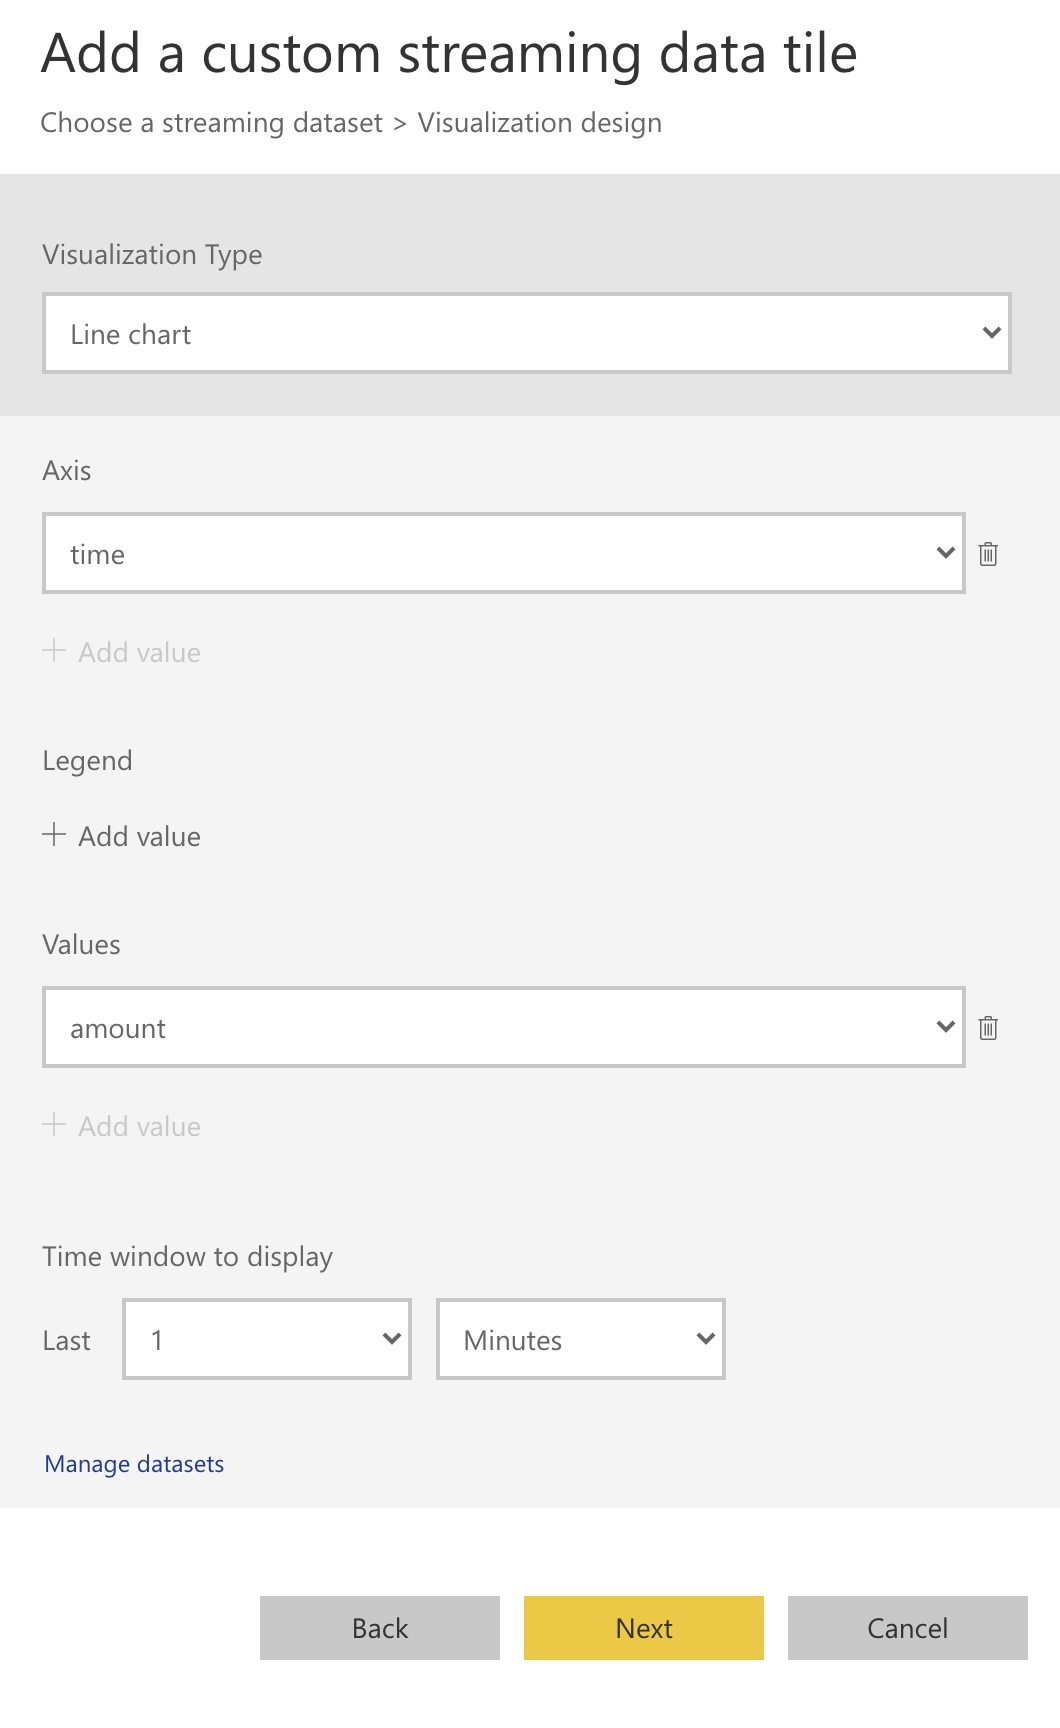 Add a custom streaming data tile
Choose a streaming dataset > Visualization design
Visualization Type
Line chart
Axis
time
+ Add value
Legend
+ Add value
Values
amount
+ Add value
Time window to display
Last 1 Minutes
Manage datasets
Back Next Cancel